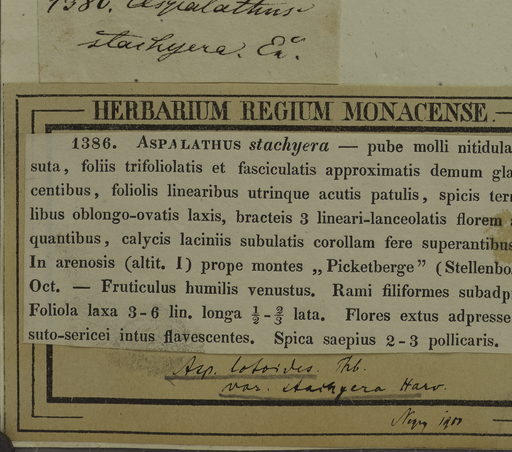 1386. Aspalathus
stachyera. Ec.
HERBARIUM REGIUM MONACENSE.
1386. ASPALATHUS stachyera — pube molli nitidula
suta, foliis trifoliolatis et fasciculatis approximatis demum gla
centibus, foliolis linearibus utrinque acutis patulis, spicis ter
libus oblongo-ovatis laxis, bracteis 3 lineari-lanceolatis florem
quantibus, calycis laciniis subulatis corollam fere superantibus
In arenosis (altit. I) prope montes „Picketberge” (Stellenbo
Oct. — Fruticulus humilis venustus. Rami filiformes subadp
Foliola laxa 3-6 lin. longa ½-⅔ lata. Flores extus adpresse
suto-sericei intus flavescentes. Spica saepius 2-3 pollicaris.
Asp. lotoides. Thb.
var. stachyera Harv.